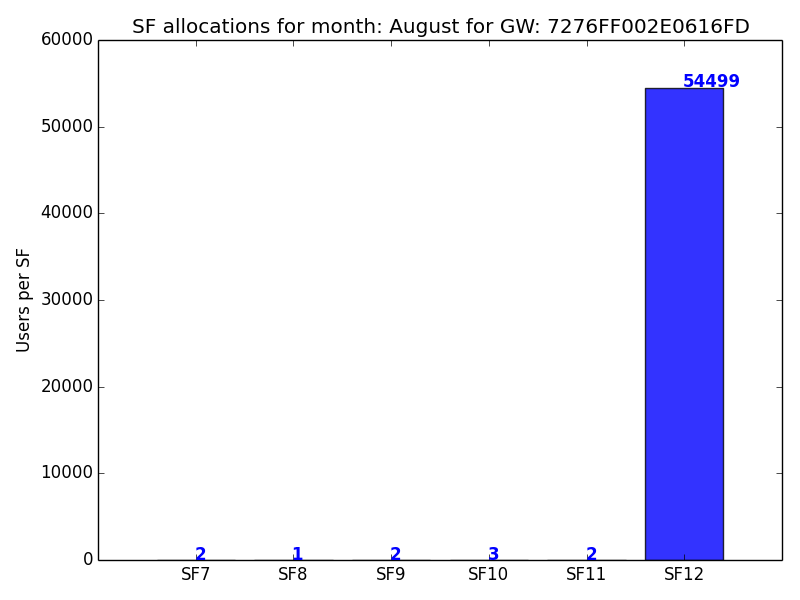 SF allocations for month: August for GW: 7276FF002E0616FD
60000
50000
40000
30000
20000
10000
0
Users per SF
54499
2
1
2
3
2
SF7
SF8
SF9
SF10
SF11
SF12